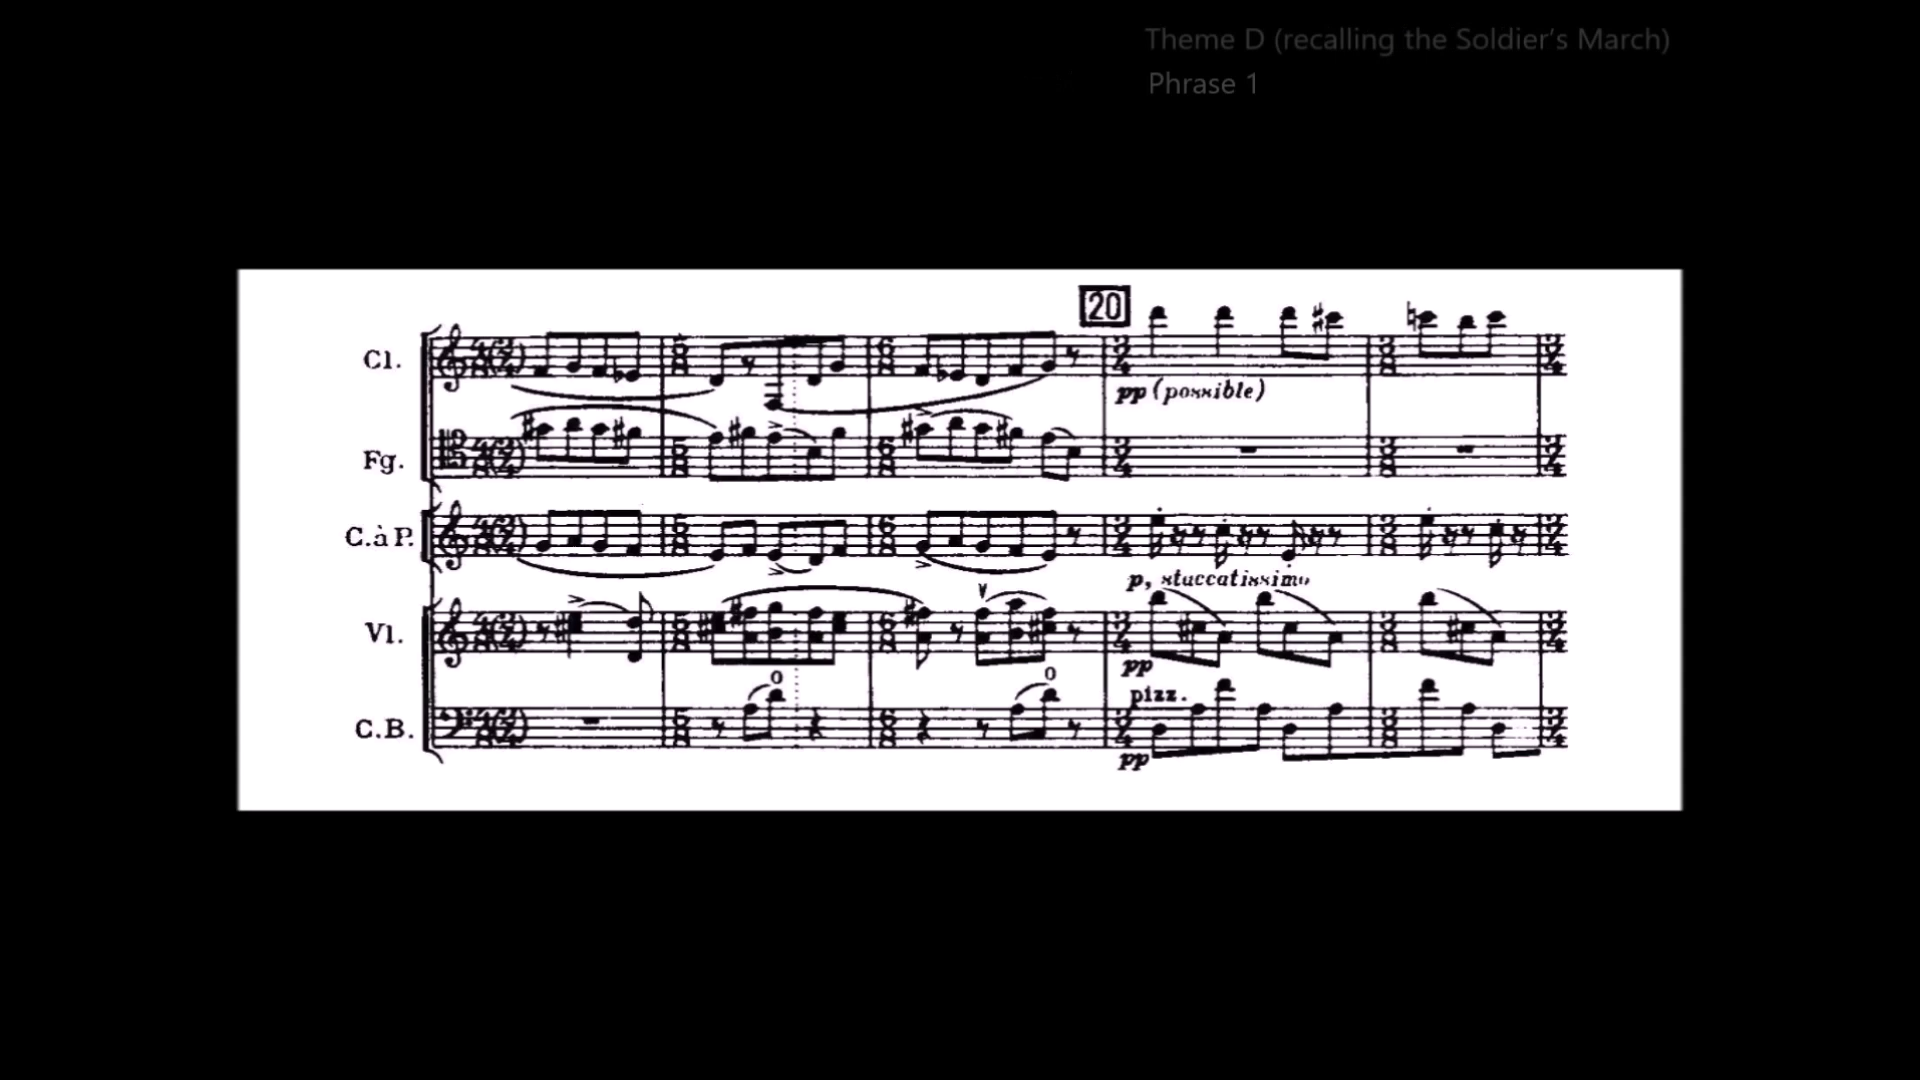 Theme D (recalling the Soldier's March)
Phrase 1
20
Cl.
pp (possible)
Fg.
C.à P.
p, staccatissimo
Vl.
pp
pizz.
C.B.
pp